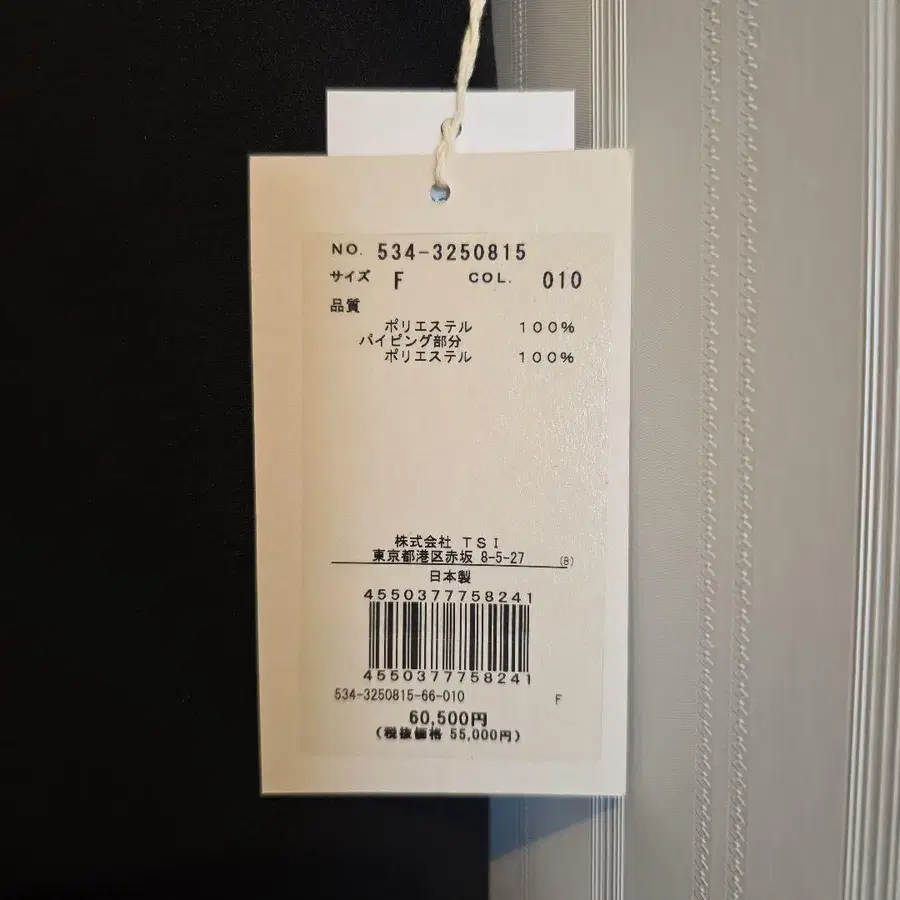 NO. 534-3250815
サイズ F COL. 010
品質
ポリエステル 100%
パイピング部分
ポリエステル 100%
株式会社 TSI
東京都港区赤坂 8-5-27 (8)
日本製
4550377758241
4550377758241
534-3250815-66-010 F
60,500円
(税抜価格 55,000円)